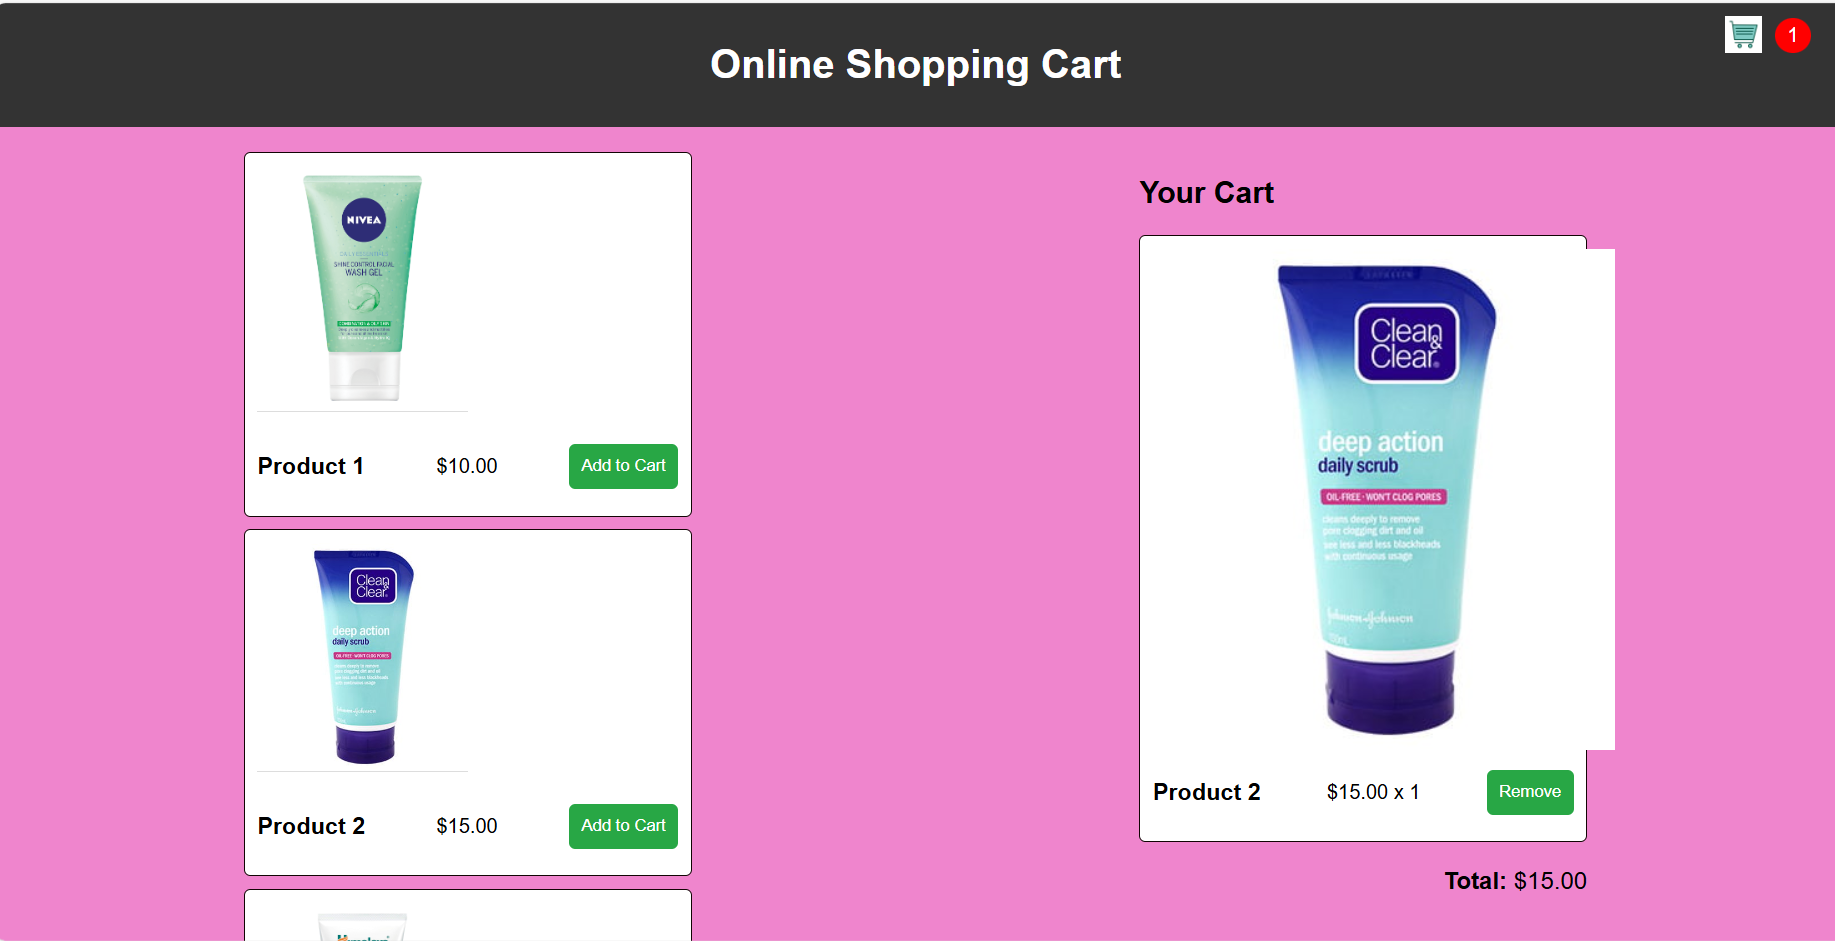 Online Shopping Cart
1
NIVEA
SHINE CONTROL FACIAL
WASH GEL
Product 1
$10.00
Add to Cart
Clean
&
Clear
deep action
daily scrub
OIL-FREE · WON'T CLOG PORES
Product 2
$15.00
Add to Cart
Your Cart
Clean
&
Clear
deep action
daily scrub
OIL-FREE · WON'T CLOG PORES
cleans deeply to remove
pore clogging dirt and oil
see less and less blackheads
with continuous usage
Johnson & Johnson
Product 2
$15.00 x 1
Remove
Total: $15.00